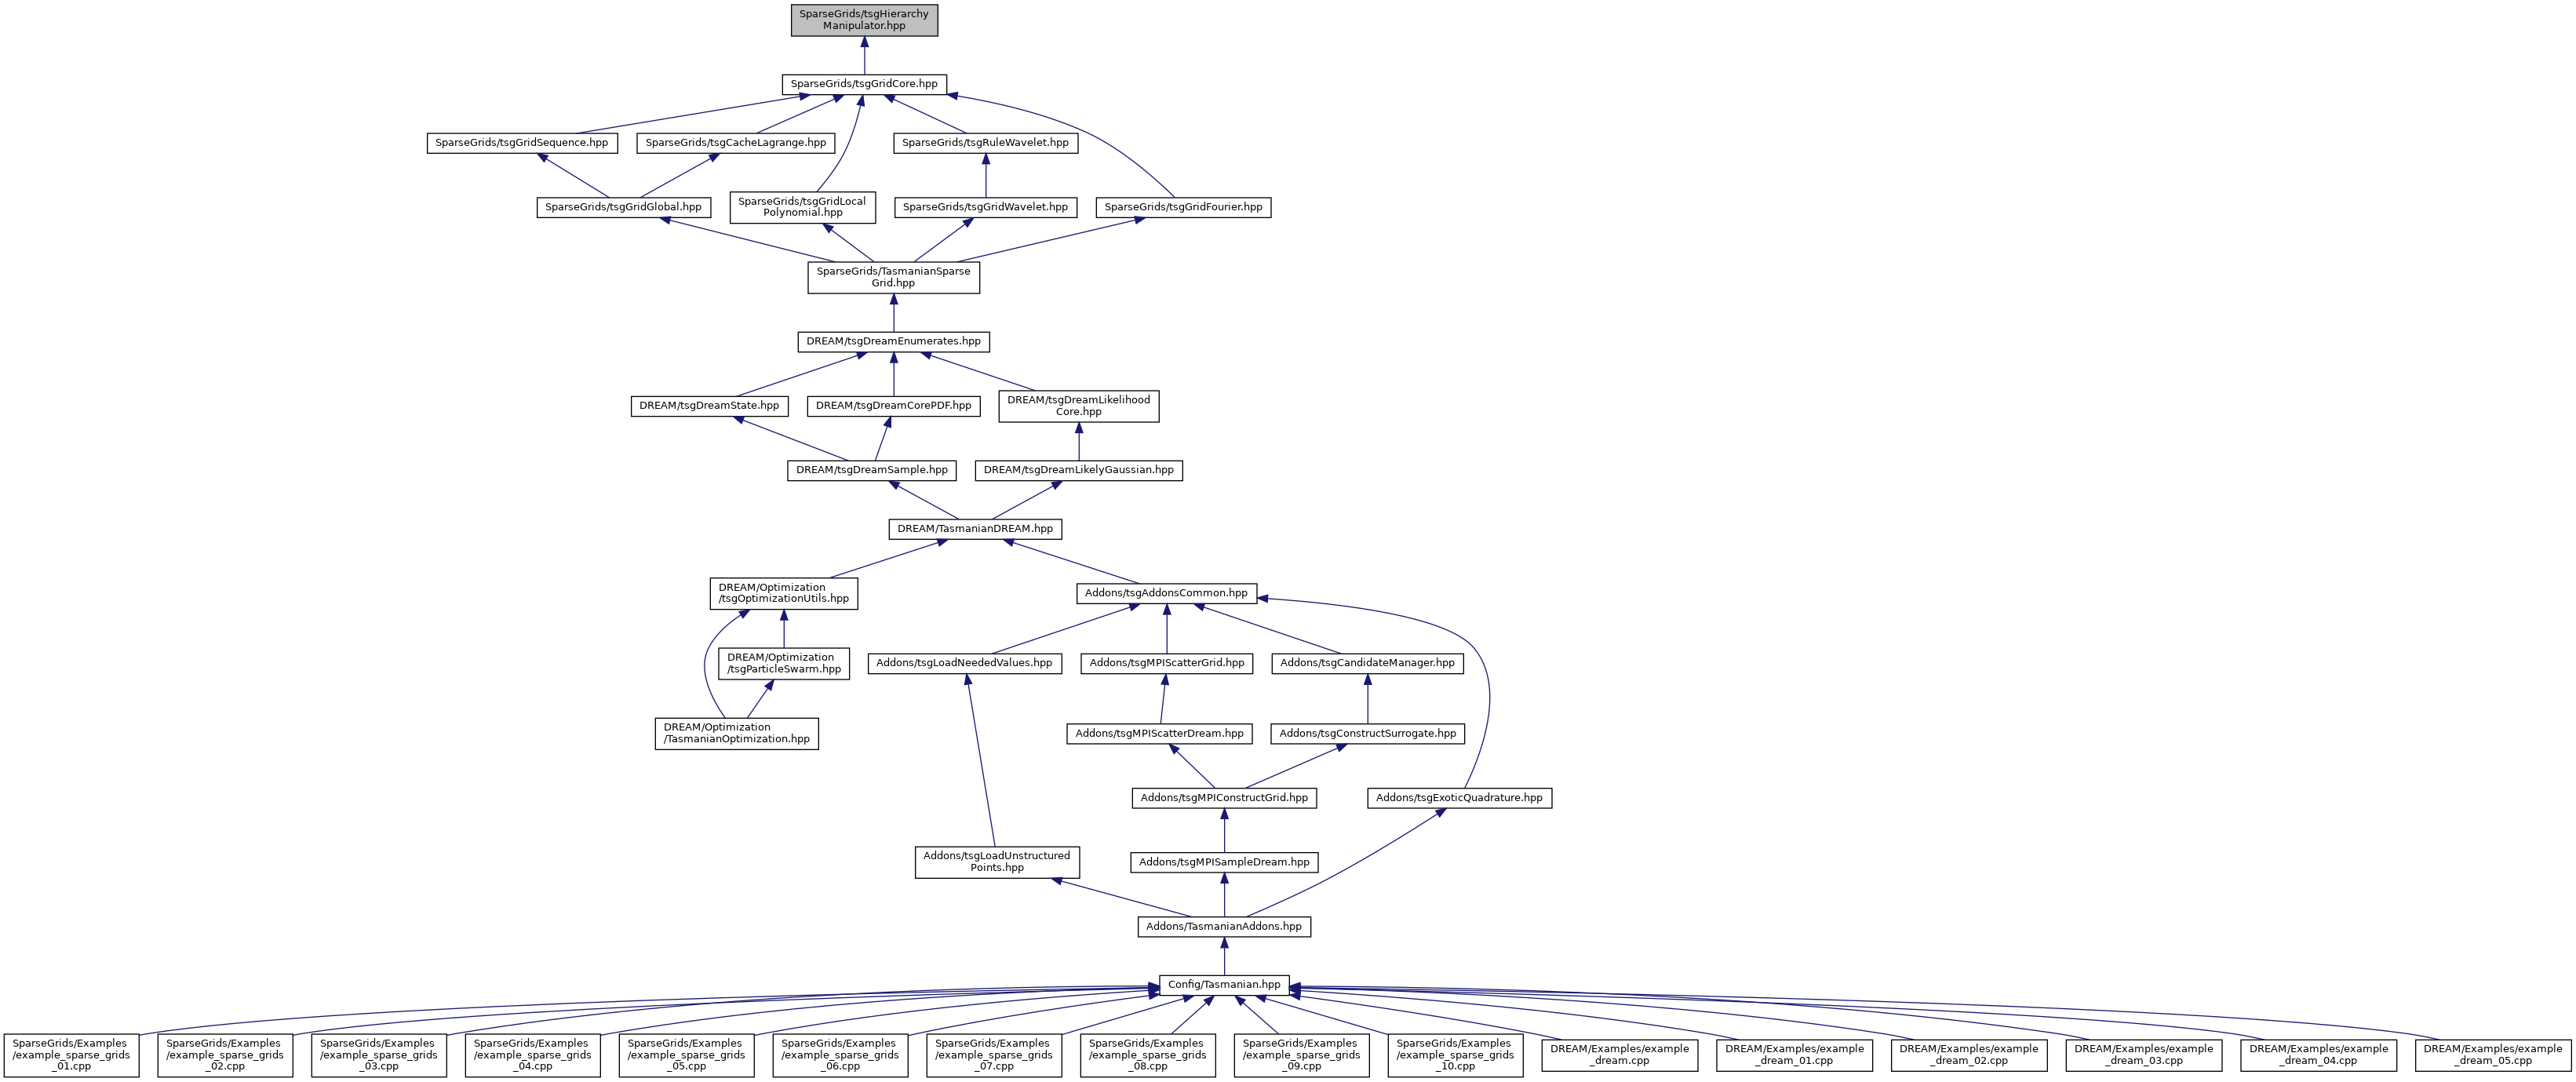 SparseGrids/tsgHierarchy
Manipulator.hpp
SparseGrids/tsgGridCore.hpp
SparseGrids/tsgGridSequence.hpp
SparseGrids/tsgCacheLagrange.hpp
SparseGrids/tsgRuleWavelet.hpp
SparseGrids/tsgGridGlobal.hpp
SparseGrids/tsgGridLocal
Polynomial.hpp
SparseGrids/tsgGridWavelet.hpp
SparseGrids/tsgGridFourier.hpp
SparseGrids/TasmanianSparse
Grid.hpp
DREAM/tsgDreamEnumerates.hpp
DREAM/tsgDreamState.hpp
DREAM/tsgDreamCorePDF.hpp
DREAM/tsgDreamLikelihood
Core.hpp
DREAM/tsgDreamSample.hpp
DREAM/tsgDreamLikelyGaussian.hpp
DREAM/TasmanianDREAM.hpp
DREAM/Optimization
/tsgOptimizationUtils.hpp
Addons/tsgAddonsCommon.hpp
DREAM/Optimization
/tsgParticleSwarm.hpp
Addons/tsgLoadNeededValues.hpp
Addons/tsgMPIScatterGrid.hpp
Addons/tsgCandidateManager.hpp
DREAM/Optimization
/TasmanianOptimization.hpp
Addons/tsgMPIScatterDream.hpp
Addons/tsgConstructSurrogate.hpp
Addons/tsgMPIConstructGrid.hpp
Addons/tsgExoticQuadrature.hpp
Addons/tsgLoadUnstructured
Points.hpp
Addons/tsgMPISampleDream.hpp
Addons/TasmanianAddons.hpp
Config/Tasmanian.hpp
SparseGrids/Examples
/example_sparse_grids
_01.cpp
SparseGrids/Examples
/example_sparse_grids
_02.cpp
SparseGrids/Examples
/example_sparse_grids
_03.cpp
SparseGrids/Examples
/example_sparse_grids
_04.cpp
SparseGrids/Examples
/example_sparse_grids
_05.cpp
SparseGrids/Examples
/example_sparse_grids
_06.cpp
SparseGrids/Examples
/example_sparse_grids
_07.cpp
SparseGrids/Examples
/example_sparse_grids
_08.cpp
SparseGrids/Examples
/example_sparse_grids
_09.cpp
SparseGrids/Examples
/example_sparse_grids
_10.cpp
DREAM/Examples/example
_dream.cpp
DREAM/Examples/example
_dream_01.cpp
DREAM/Examples/example
_dream_02.cpp
DREAM/Examples/example
_dream_03.cpp
DREAM/Examples/example
_dream_04.cpp
DREAM/Examples/example
_dream_05.cpp